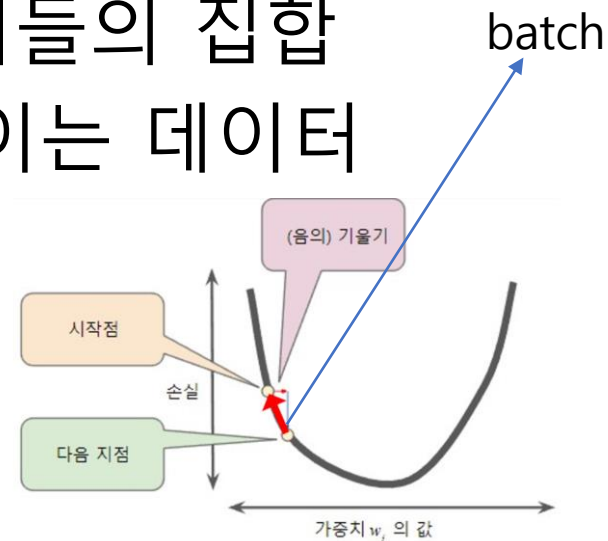 들의 집합
batch
이는 데이터
(음의) 기울기
시작점
손실
다음 지점
가중치 wᵢ 의 값